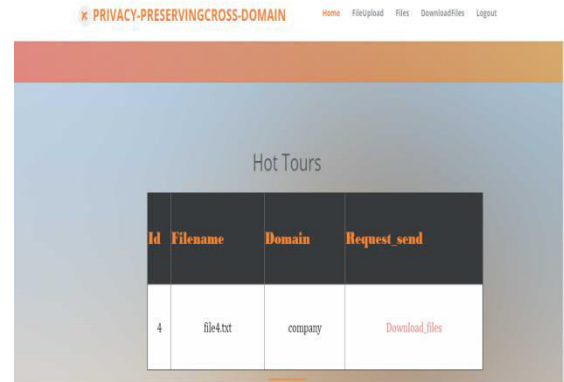 PRIVACY-PRESERVINGCROSS-DOMAIN Home FileUpload Files DownloadFiles Logout
Hot Tours
Id Filename Domain Request_send
4 file4.txt company Download_files